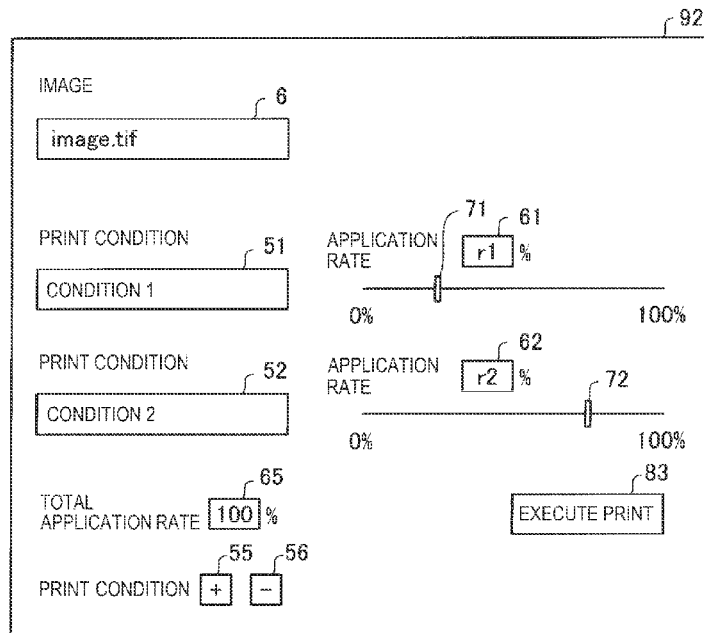 92
IMAGE
6
image.tif
71
61
PRINT CONDITION
51
APPLICATION
RATE
r1 %
CONDITION 1
0% 100%
62
PRINT CONDITION
52
APPLICATION
RATE
r2 %
72
CONDITION 2
0% 100%
65
83
TOTAL
APPLICATION RATE 100 %
EXECUTE PRINT
55 56
PRINT CONDITION + −